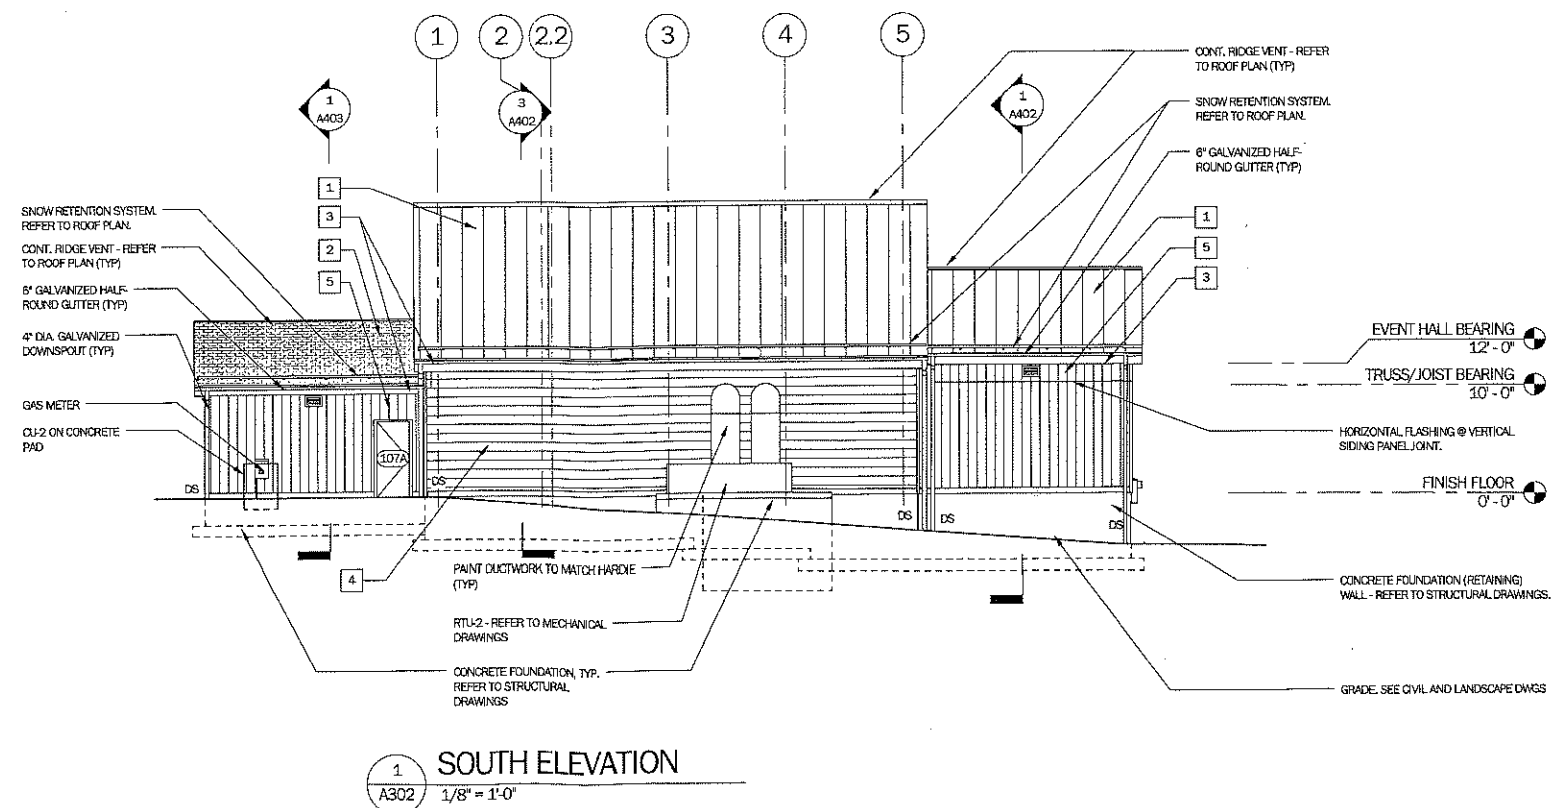 1
2
2.2
3
4
5
1
A403
3
A402
1
A402
CONT. RIDGE VENT - REFER
TO ROOF PLAN (TYP)
SNOW RETENTION SYSTEM.
REFER TO ROOF PLAN.
6" GALVANIZED HALF-
ROUND GUTTER (TYP)
1
5
3
1
3
2
5
SNOW RETENTION SYSTEM.
REFER TO ROOF PLAN.
CONT. RIDGE VENT - REFER
TO ROOF PLAN (TYP)
6" GALVANIZED HALF-
ROUND GUTTER (TYP)
4" DIA. GALVANIZED
DOWNSPOUT (TYP)
GAS METER
CU-2 ON CONCRETE
PAD
EVENT HALL BEARING
12' - 0"
TRUSS/JOIST BEARING
10' - 0"
HORIZONTAL FLASHING @ VERTICAL
SIDING PANEL JOINT.
FINISH FLOOR
0' - 0"
107A
DS
DS
DS
DS
DS
4
PAINT DUCTWORK TO MATCH HARDIE
(TYP)
RTU-2 - REFER TO MECHANICAL
DRAWINGS
CONCRETE FOUNDATION, TYP.
REFER TO STRUCTURAL
DRAWINGS
CONCRETE FOUNDATION (RETAINING)
WALL - REFER TO STRUCTURAL DRAWINGS.
GRADE. SEE CIVIL AND LANDSCAPE DWGS
1
A302
SOUTH ELEVATION
1/8" = 1'-0"